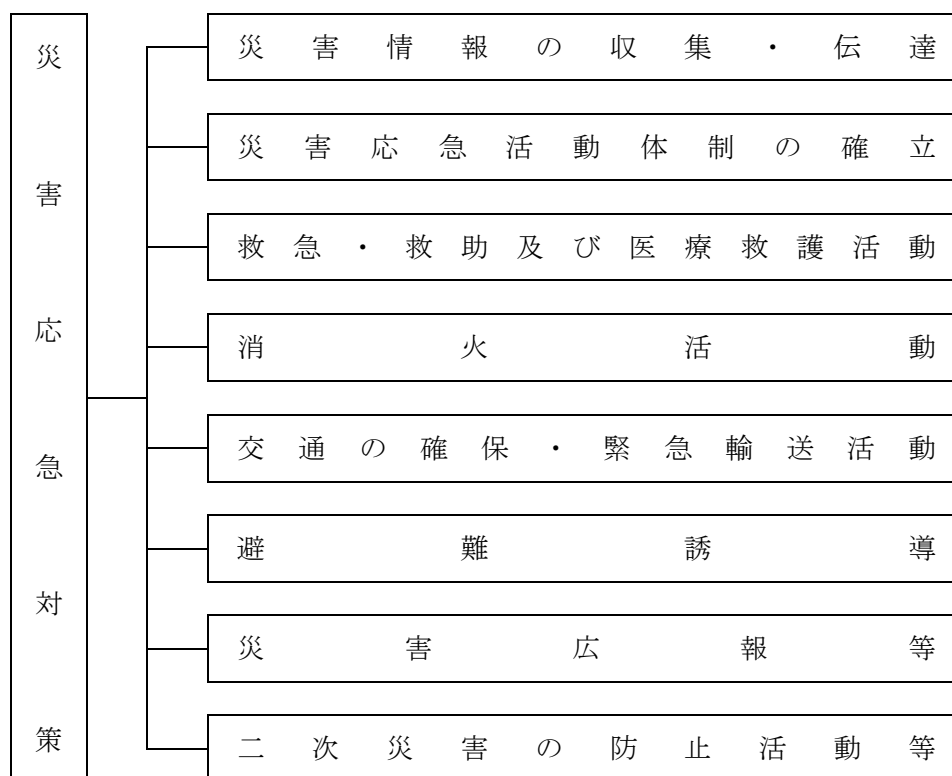 災害応急対策
災害情報の収集・伝達
災害応急活動体制の確立
救急・救助及び医療救護活動
消火活動
交通の確保・緊急輸送活動
避難誘導
災害広報等
二次災害の防止活動等